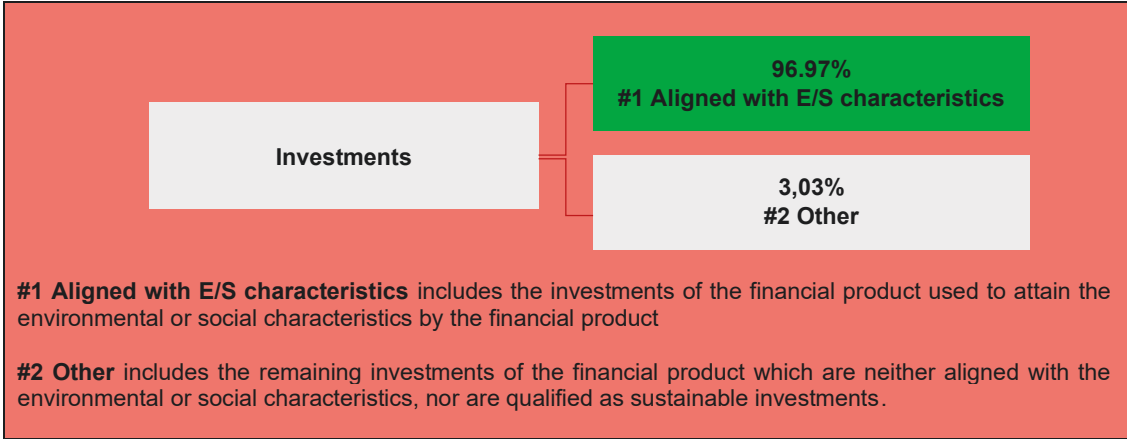 96.97%
#1 Aligned with E/S characteristics
Investments
3,03%
#2 Other
#1 Aligned with E/S characteristics includes the investments of the financial product used to attain the
environmental or social characteristics by the financial product
#2 Other includes the remaining investments of the financial product which are neither aligned with the
environmental or social characteristics, nor are qualified as sustainable investments.